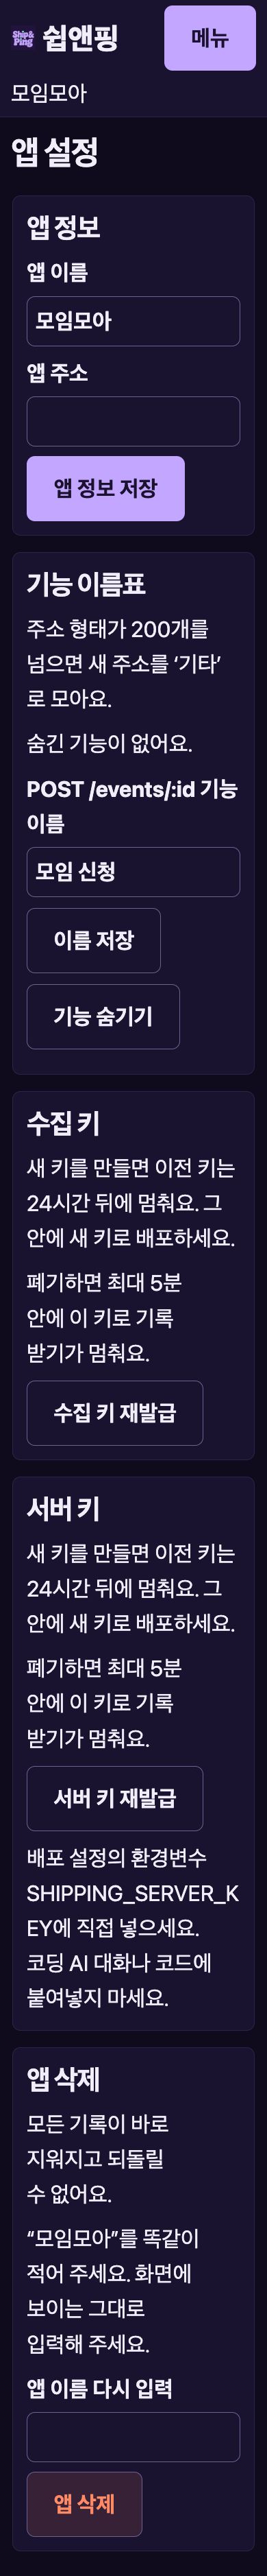 Ship& Ping 쉽앤핑
메뉴
모임모아
앱 설정
앱 정보
앱 이름
모임모아
앱 주소
앱 정보 저장
기능 이름표
주소 형태가 200개를
넘으면 새 주소를 ‘기타’
로 모아요.
숨긴 기능이 없어요.
POST /events/:id 기능
이름
모임 신청
이름 저장
기능 숨기기
수집 키
새 키를 만들면 이전 키는
24시간 뒤에 멈춰요. 그
안에 새 키로 배포하세요.
폐기하면 최대 5분
안에 이 키로 기록
받기가 멈춰요.
수집 키 재발급
서버 키
새 키를 만들면 이전 키는
24시간 뒤에 멈춰요. 그
안에 새 키로 배포하세요.
폐기하면 최대 5분
안에 이 키로 기록
받기가 멈춰요.
서버 키 재발급
배포 설정의 환경변수
SHIPPING_SERVER_K
EY에 직접 넣으세요.
코딩 AI 대화나 코드에
붙여넣지 마세요.
앱 삭제
모든 기록이 바로
지워지고 되돌릴
수 없어요.
“모임모아”를 똑같이
적어 주세요. 화면에
보이는 그대로
입력해 주세요.
앱 이름 다시 입력
앱 삭제